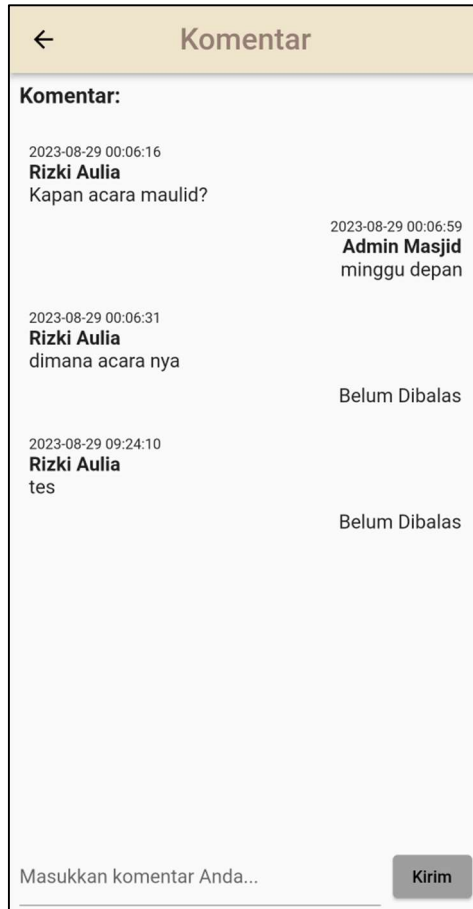 Komentar
Komentar:
2023-08-29 00:06:16
Rizki Aulia
Kapan acara maulid?
2023-08-29 00:06:59
Admin Masjid
minggu depan
2023-08-29 00:06:31
Rizki Aulia
dimana acara nya
Belum Dibalas
2023-08-29 09:24:10
Rizki Aulia
tes
Belum Dibalas
Masukkan komentar Anda...
Kirim